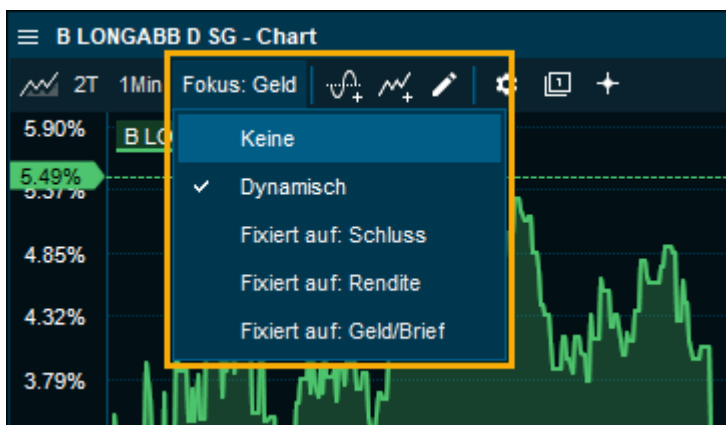 B LONGABB D SG - Chart
2T 1Min Fokus: Geld
5.90%
B LO
Keine
5.49%
Dynamisch
Fixiert auf: Schluss
4.85%
Fixiert auf: Rendite
4.32%
Fixiert auf: Geld/Brief
3.79%